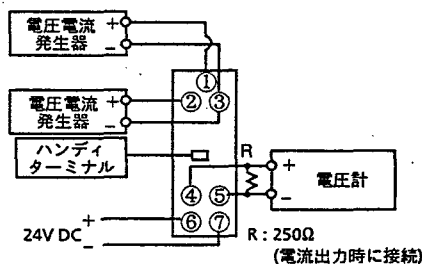 電圧電流
発生器
+
−
①
電圧電流
発生器
+
−
②
③
ハンディ
ターミナル
R
④
⑤
+
−
電圧計
24V DC
+
−
⑥
⑦
R : 250Ω
(電流出力時に接続)